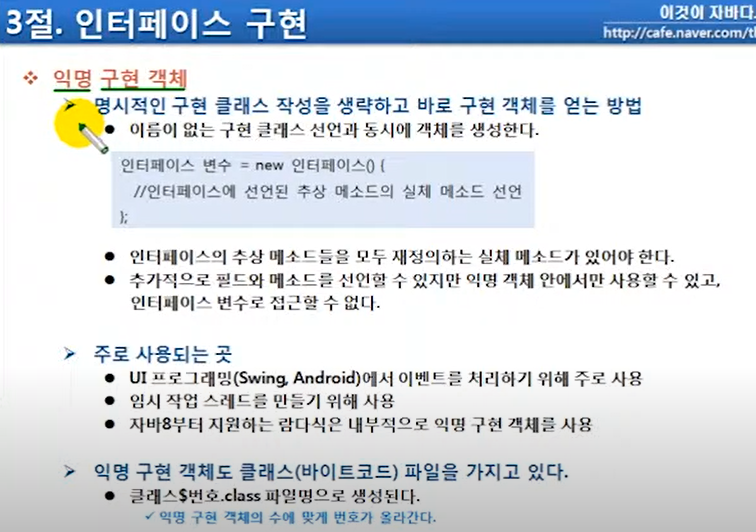 3절. 인터페이스 구현
이것이 자바다.
http://cafe.naver.com/th
❖ 익명 구현 객체
➢ 명시적인 구현 클래스 작성을 생략하고 바로 구현 객체를 얻는 방법
● 이름이 없는 구현 클래스 선언과 동시에 객체를 생성한다.
인터페이스 변수 = new 인터페이스() {
//인터페이스에 선언된 추상 메소드의 실체 메소드 선언
};
● 인터페이스의 추상 메소드들을 모두 재정의하는 실체 메소드가 있어야 한다.
● 추가적으로 필드와 메소드를 선언할 수 있지만 익명 객체 안에서만 사용할 수 있고,
인터페이스 변수로 접근할 수 없다.
➢ 주로 사용되는 곳
● UI 프로그래밍(Swing, Android)에서 이벤트를 처리하기 위해 주로 사용
● 임시 작업 스레드를 만들기 위해 사용
● 자바8부터 지원하는 람다식은 내부적으로 익명 구현 객체를 사용
➢ 익명 구현 객체도 클래스(바이트코드) 파일을 가지고 있다.
● 클래스$번호.class 파일명으로 생성된다.
✓ 익명 구현 객체의 수에 맞게 번호가 올라간다.